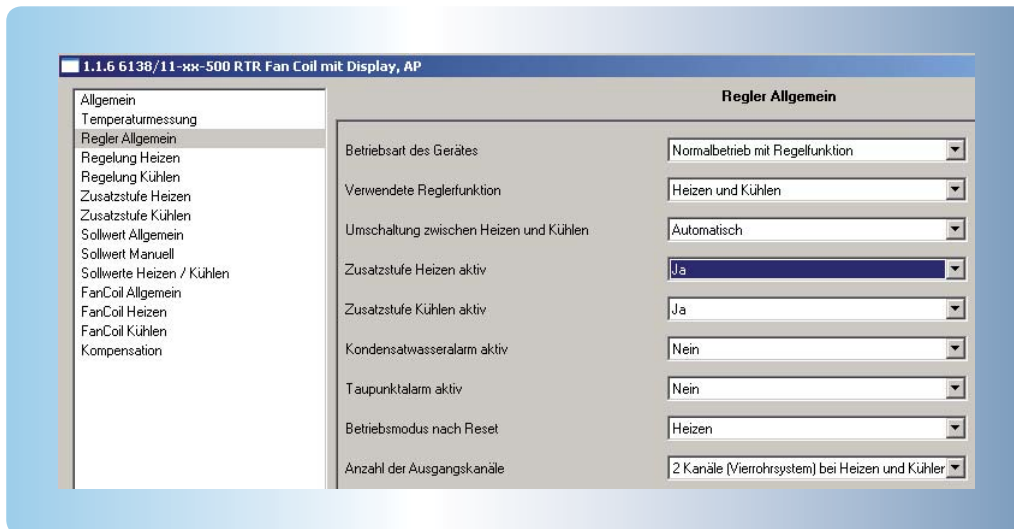 1.1.6 6138/11-xx-500 RTR Fan Coil mit Display, AP
Allgemein
Temperaturmessung
Regler Allgemein
Regelung Heizen
Regelung Kühlen
Zusatzstufe Heizen
Zusatzstufe Kühlen
Sollwert Allgemein
Sollwert Manuell
Sollwerte Heizen / Kühlen
FanCoil Allgemein
FanCoil Heizen
FanCoil Kühlen
Kompensation
Regler Allgemein
Betriebsart des Gerätes Normalbetrieb mit Regelfunktion
Verwendete Reglerfunktion Heizen und Kühlen
Umschaltung zwischen Heizen und Kühlen Automatisch
Zusatzstufe Heizen aktiv Ja
Zusatzstufe Kühlen aktiv Ja
Kondensatwasseralarm aktiv Nein
Taupunktalarm aktiv Nein
Betriebsmodus nach Reset Heizen
Anzahl der Ausgangskanäle 2 Kanäle (Vierrohrsystem) bei Heizen und Kühler